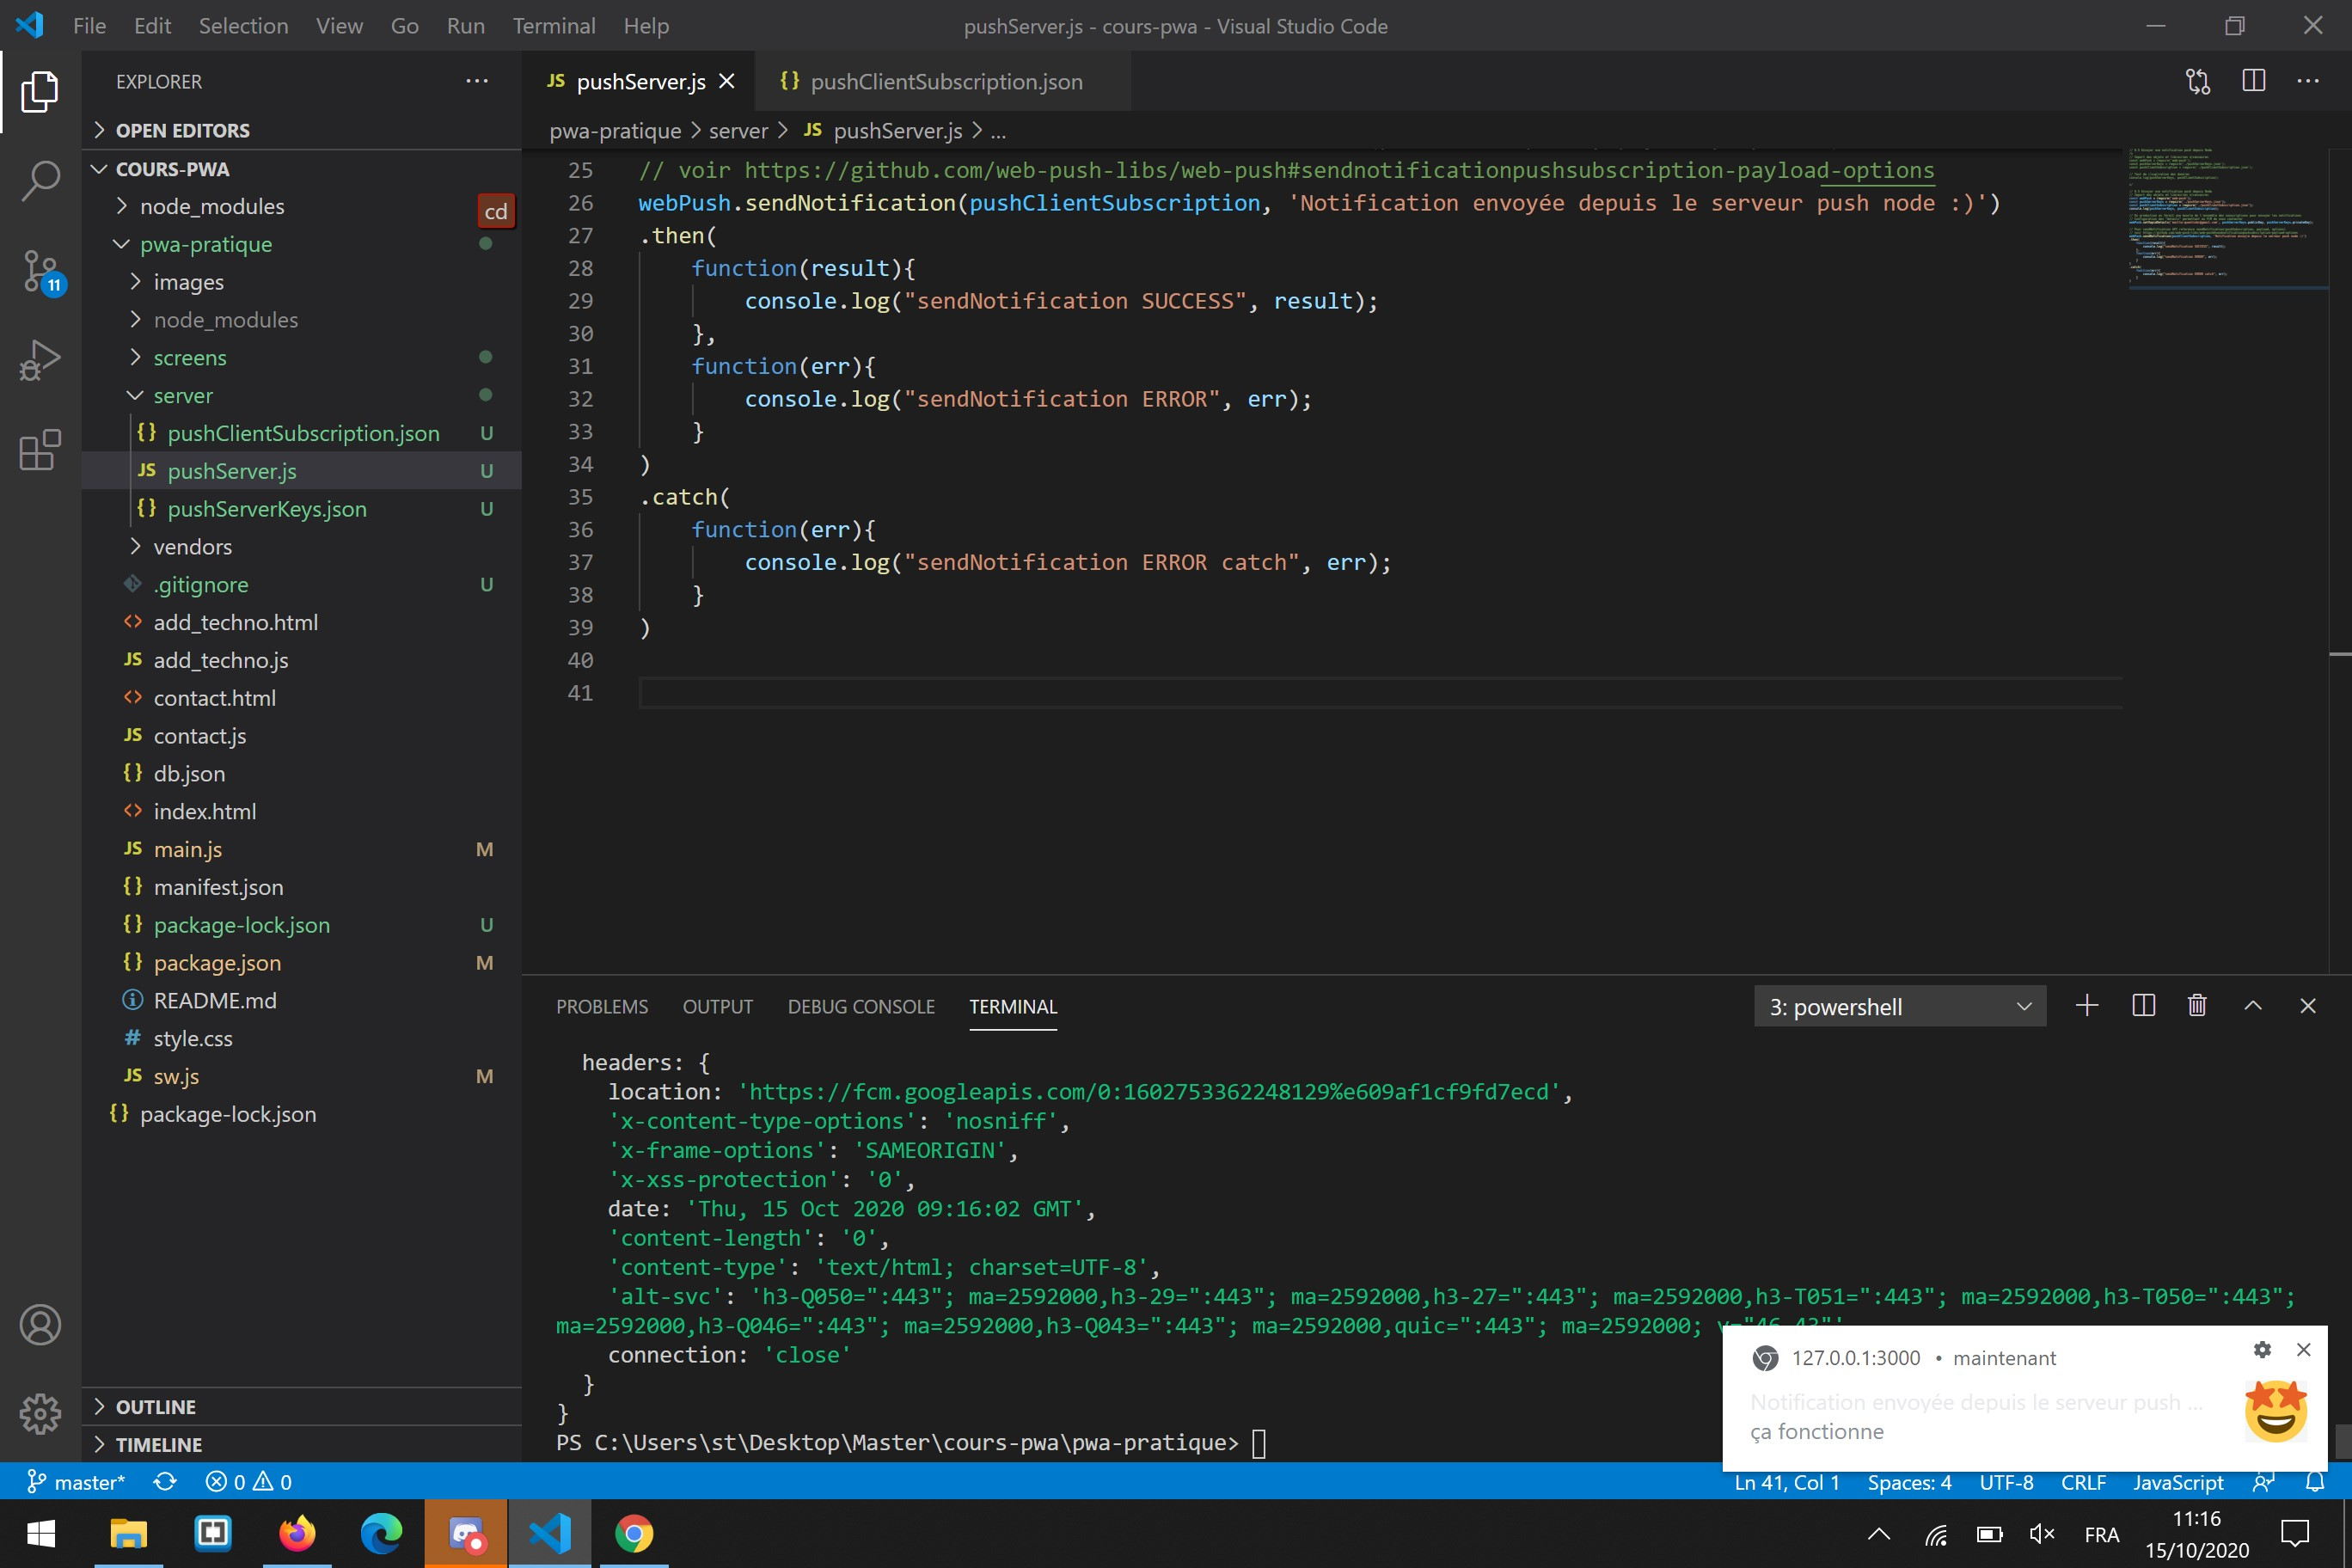 File Edit Selection View Go Run Terminal Help
pushServer.js - cours-pwa - Visual Studio Code
EXPLORER
OPEN EDITORS
COURS-PWA
node_modules
cd
pwa-pratique
images
node_modules
screens
server
{} pushClientSubscription.json U
JS pushServer.js U
{} pushServerKeys.json U
vendors
.gitignore U
<> add_techno.html
JS add_techno.js
<> contact.html
JS contact.js
{} db.json
<> index.html
JS main.js M
{} manifest.json
{} package-lock.json U
{} package.json M
README.md
# style.css
JS sw.js M
{} package-lock.json
OUTLINE
TIMELINE
11
JS pushServer.js
{} pushClientSubscription.json
pwa-pratique > server > JS pushServer.js > ...
25 // voir https://github.com/web-push-libs/web-push#sendnotificationpushsubscription-payload-options
26 webPush.sendNotification(pushClientSubscription, 'Notification envoyée depuis le serveur push node :)')
27 .then(
28 function(result){
29 console.log("sendNotification SUCCESS", result);
30 },
31 function(err){
32 console.log("sendNotification ERROR", err);
33 }
34 )
35 .catch(
36 function(err){
37 console.log("sendNotification ERROR catch", err);
38 }
39 )
40
41
PROBLEMS OUTPUT DEBUG CONSOLE TERMINAL
3: powershell
headers: {
location: 'https://fcm.googleapis.com/0:1602753362248129%e609af1cf9fd7ecd',
'x-content-type-options': 'nosniff',
'x-frame-options': 'SAMEORIGIN',
'x-xss-protection': '0',
date: 'Thu, 15 Oct 2020 09:16:02 GMT',
'content-length': '0',
'content-type': 'text/html; charset=UTF-8',
'alt-svc': 'h3-Q050=":443"; ma=2592000,h3-29=":443"; ma=2592000,h3-27=":443"; ma=2592000,h3-T051=":443"; ma=2592000,h3-T050=":443";
ma=2592000,h3-Q046=":443"; ma=2592000,h3-Q043=":443"; ma=2592000,quic=":443"; ma=2592000; v="46,43"'
connection: 'close'
}
}
PS C:\Users\st\Desktop\Master\cours-pwa\pwa-pratique>
127.0.0.1:3000 • maintenant
Notification envoyée depuis le serveur push ...
ça fonctionne
master* 0 0
Ln 41, Col 1 Spaces: 4 UTF-8 CRLF JavaScript
FRA
11:16
15/10/2020